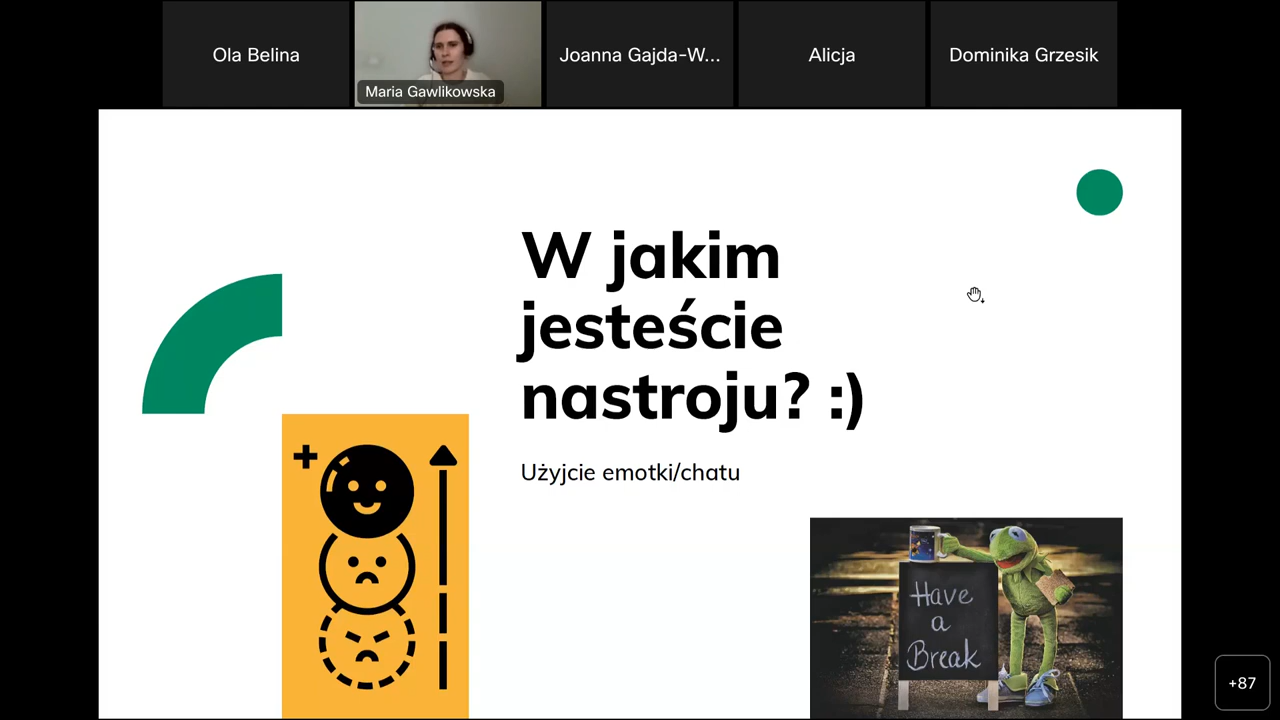 Ola Belina
Maria Gawlikowska
Joanna Gajda-W...
Alicja
Dominika Grzesik
W jakim
jesteście
nastroju? :)
Użyjcie emotki/chatu
Have
a
Break
+87